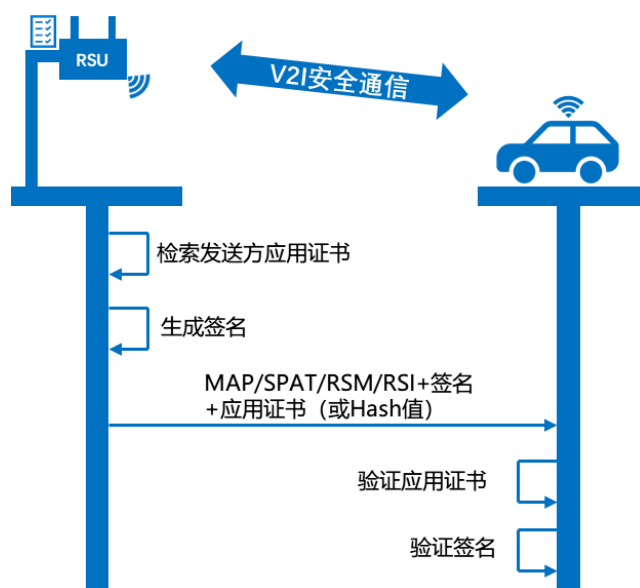 RSU
V2I安全通信
检索发送方应用证书
生成签名
MAP/SPAT/RSM/RSI+签名
+应用证书（或Hash值）
验证应用证书
验证签名